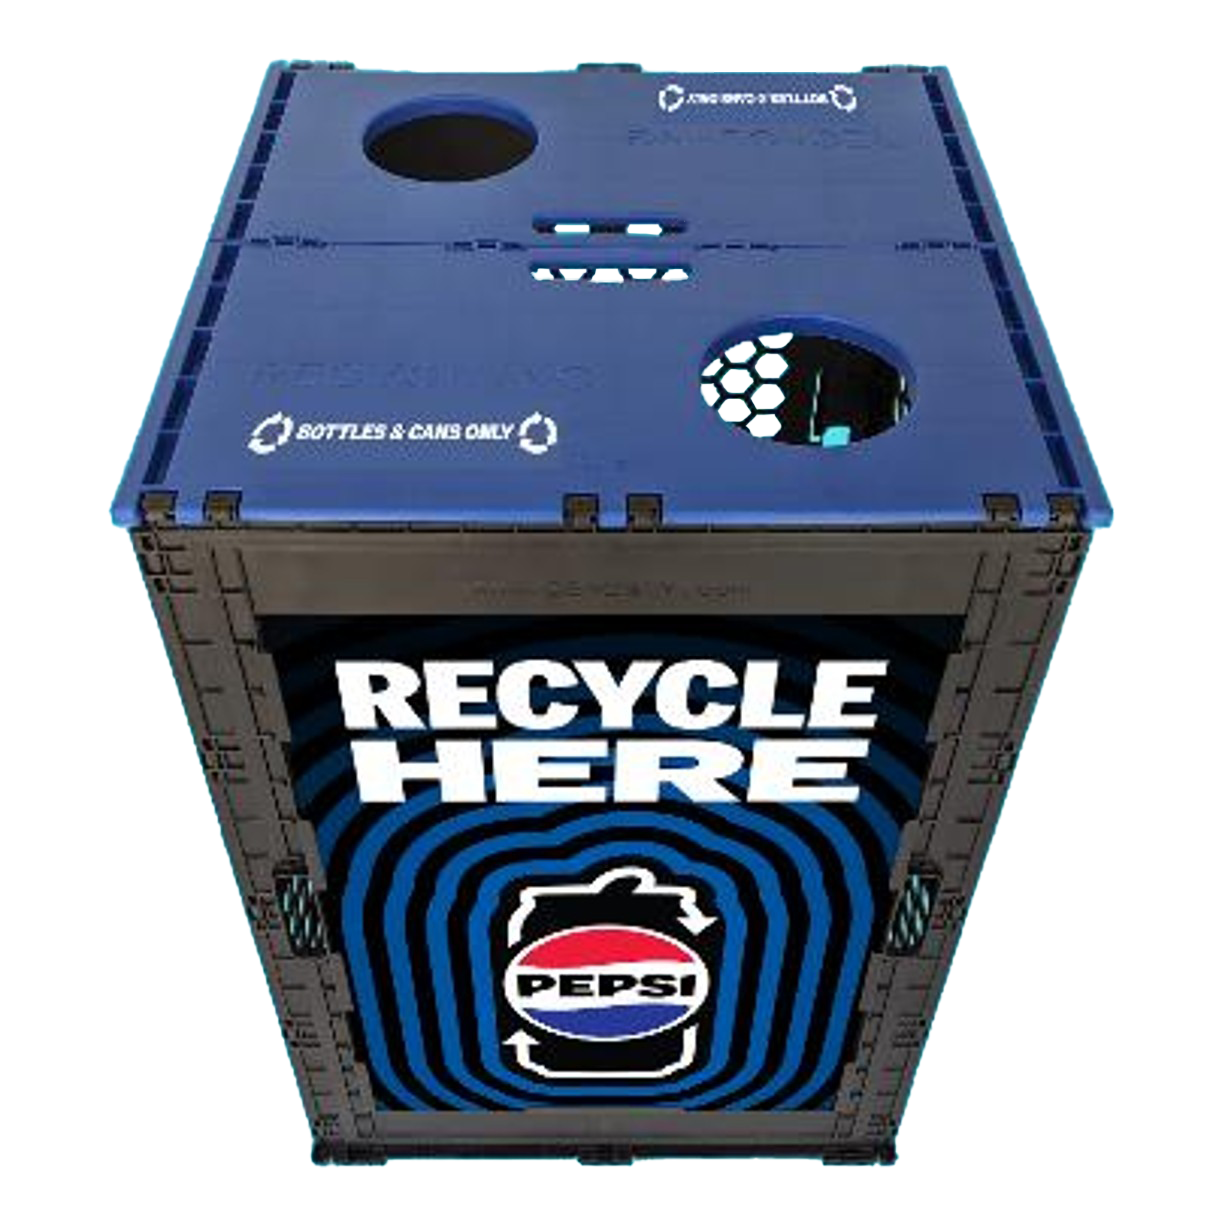 BOTTLES & CANS ONLY
BOTTLES & CANS ONLY
RECYCLE
HERE
PEPSI